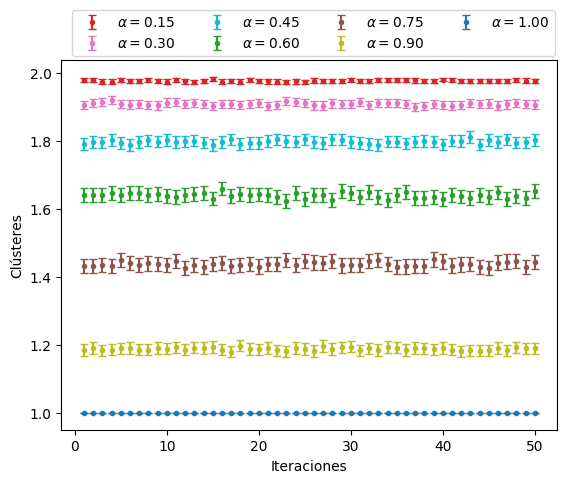 α = 0.15 α = 0.45 α = 0.75 α = 1.00
α = 0.30 α = 0.60 α = 0.90
2.0
1.8
1.6
1.4
1.2
1.0
Clústeres
0 10 20 30 40 50
Iteraciones